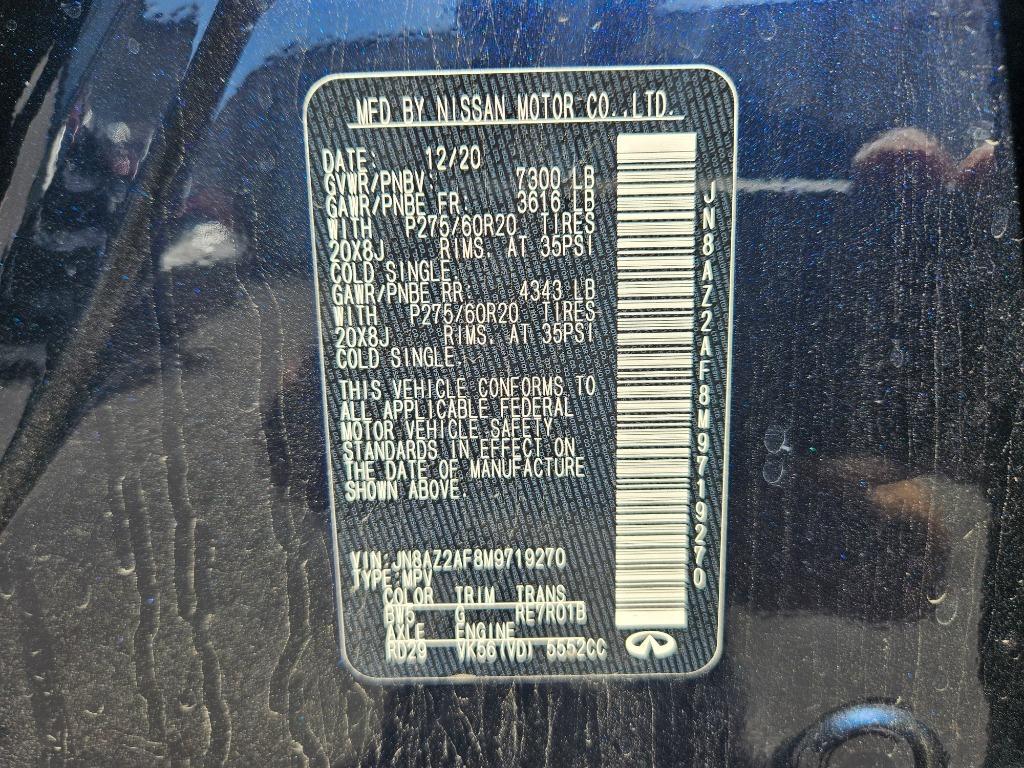 MFD BY NISSAN MOTOR CO.,LTD.
DATE: 12/20
GVWR/PNBV: 7300 LB
GAWR/PNBE FR: 3616 LB
WITH P275/60R20 TIRES
20X8J RIMS. AT 35PSI
COLD SINGLE.
GAWR/PNBE RR: 4343 LB
WITH P275/60R20 TIRES
20X8J RIMS. AT 35PSI
COLD SINGLE.
THIS VEHICLE CONFORMS TO
ALL APPLICABLE FEDERAL
MOTOR VEHICLE SAFETY
STANDARDS IN EFFECT ON
THE DATE OF MANUFACTURE
SHOWN ABOVE.
VIN:JN8AZ2AF8M9719270
TYPE:MPV
COLOR TRIM TRANS
BW5 G RE7R01B
AXLE ENGINE
RD29 VK56(VD) 5552CC
JN8AZ2AF8M9719270